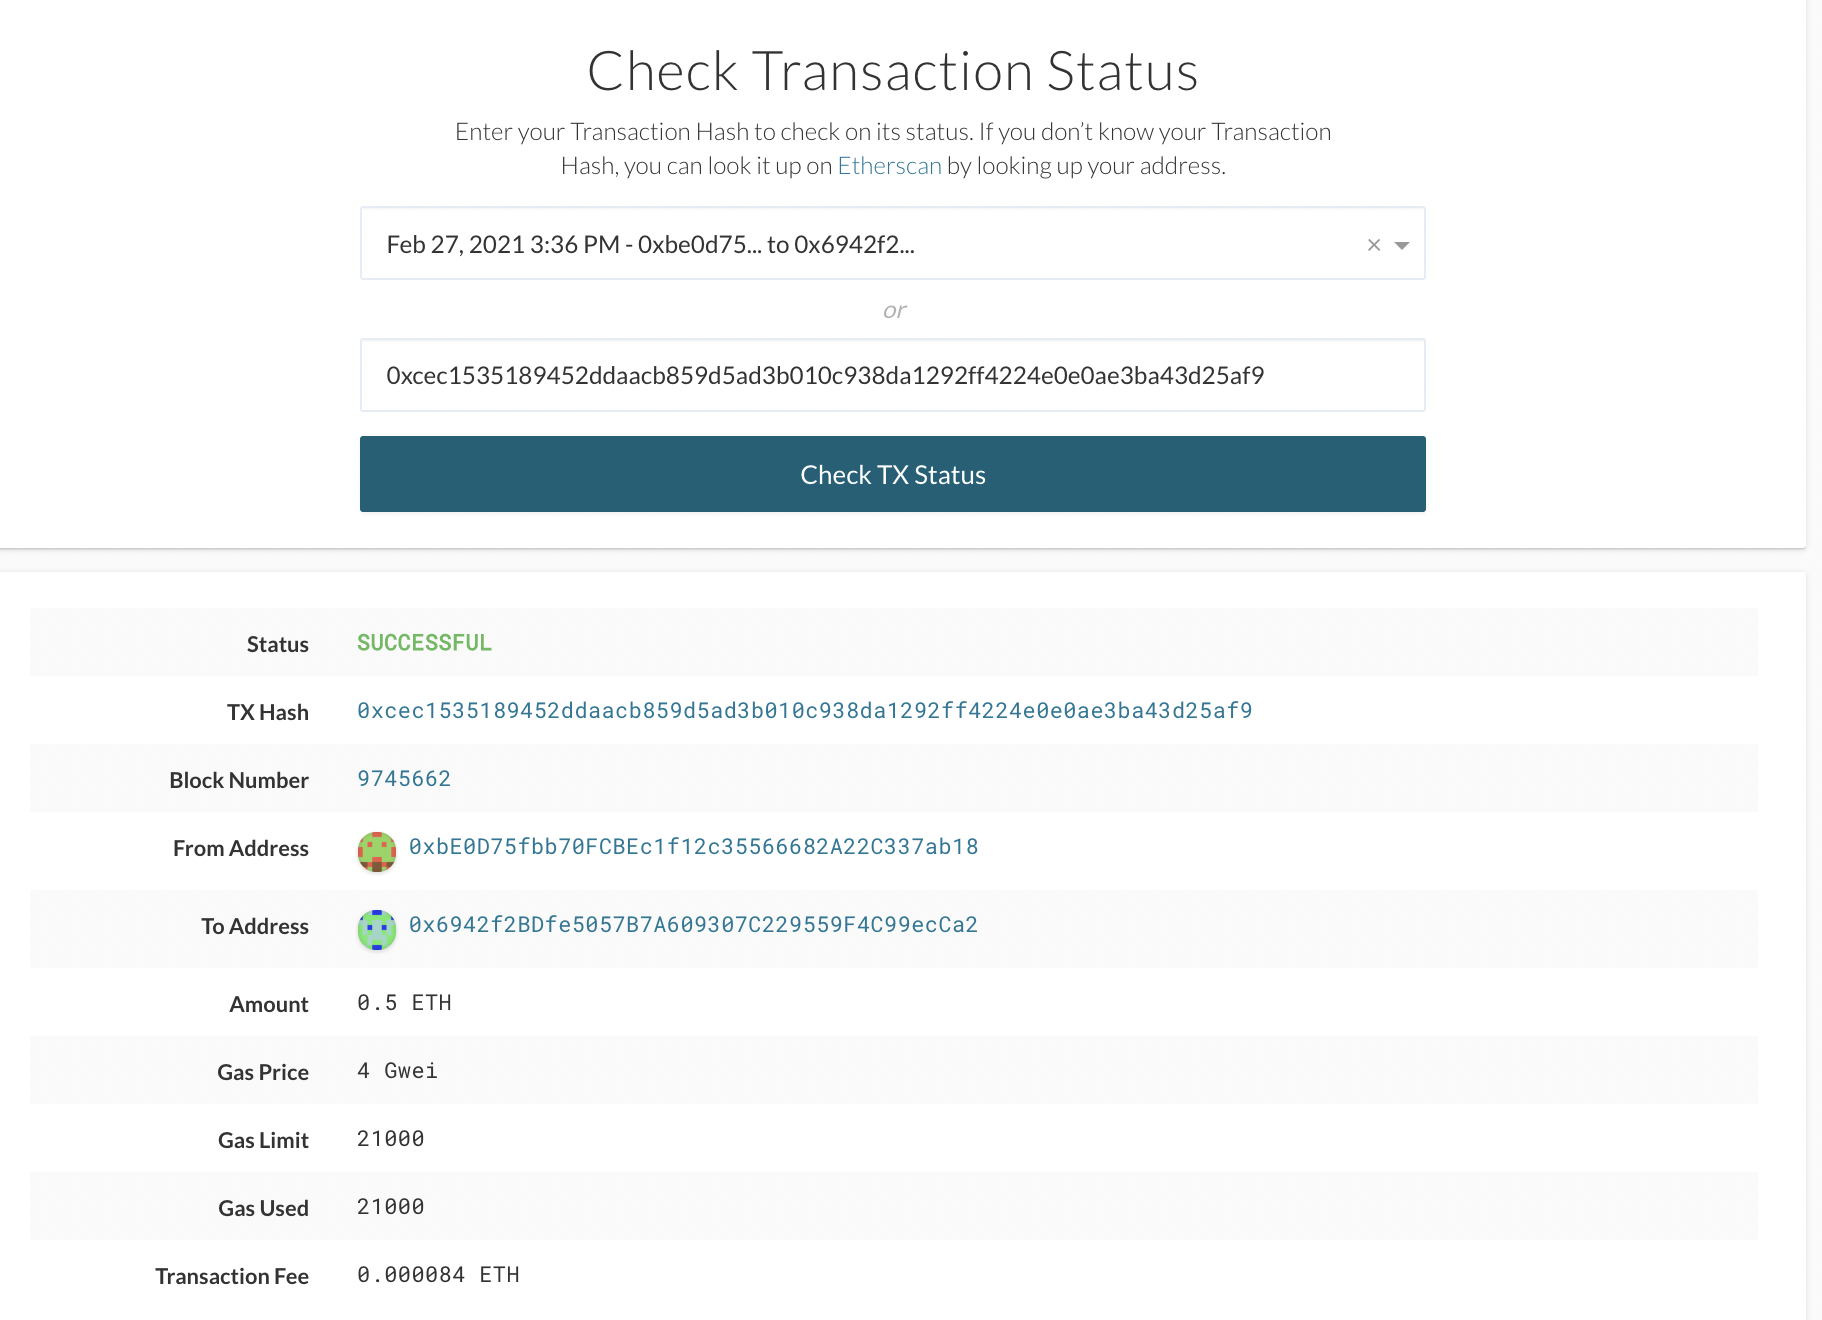 Check Transaction Status
Enter your Transaction Hash to check on its status. If you don’t know your Transaction
Hash, you can look it up on Etherscan by looking up your address.
Feb 27, 2021 3:36 PM - 0xbe0d75... to 0x6942f2...
or
0xcec1535189452ddaacb859d5ad3b010c938da1292ff4224e0e0ae3ba43d25af9
Check TX Status
Status SUCCESSFUL
TX Hash 0xcec1535189452ddaacb859d5ad3b010c938da1292ff4224e0e0ae3ba43d25af9
Block Number 9745662
From Address 0xbE0D75fbb70FCBEc1f12c35566682A22C337ab18
To Address 0x6942f2BDfe5057B7A609307C229559F4C99ecCa2
Amount 0.5 ETH
Gas Price 4 Gwei
Gas Limit 21000
Gas Used 21000
Transaction Fee 0.000084 ETH